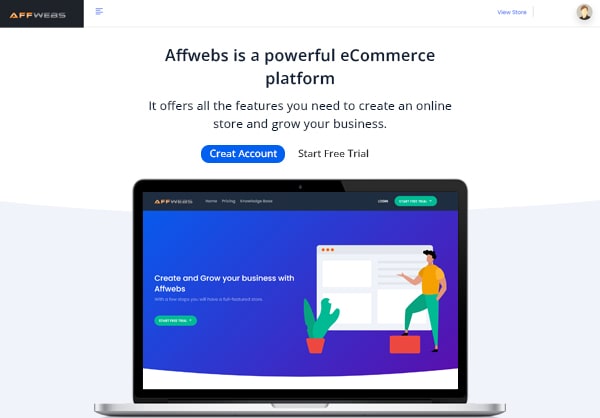 AFFWEBS
View Store
Affwebs is a powerful eCommerce
platform
It offers all the features you need to create an online
store and grow your business.
Creat Account Start Free Trial
AFFWEBS Home Pricing Knowledge Base LOGIN START FREE TRIAL
Create and Grow your business with
Affwebs
With a few steps you will have a full-featured store.
START FREE TRIAL